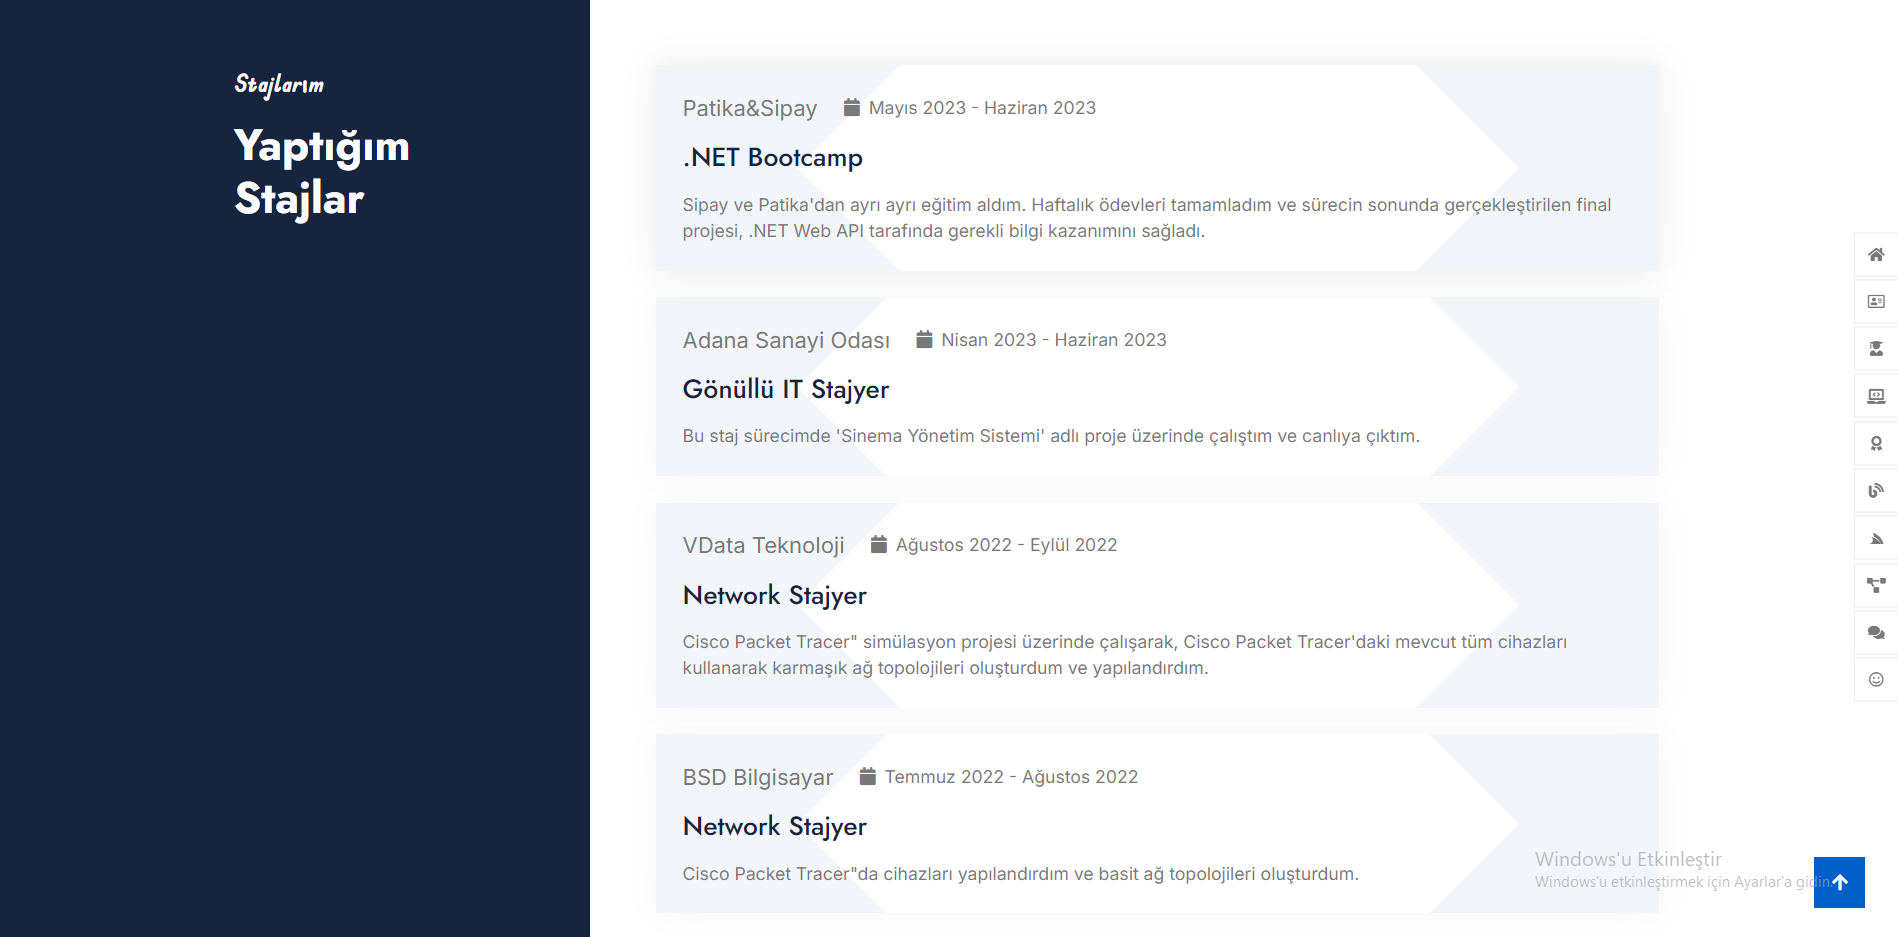 Stajlarım
Yaptığım
Stajlar
Patika&Sipay Mayıs 2023 - Haziran 2023
.NET Bootcamp
Sipay ve Patika'dan ayrı ayrı eğitim aldım. Haftalık ödevleri tamamladım ve sürecin sonunda gerçekleştirilen final
projesi, .NET Web API tarafında gerekli bilgi kazanımını sağladı.
Adana Sanayi Odası Nisan 2023 - Haziran 2023
Gönüllü IT Stajyer
Bu staj sürecimde 'Sinema Yönetim Sistemi' adlı proje üzerinde çalıştım ve canlıya çıktım.
VData Teknoloji Ağustos 2022 - Eylül 2022
Network Stajyer
Cisco Packet Tracer" simülasyon projesi üzerinde çalışarak, Cisco Packet Tracer'daki mevcut tüm cihazları
kullanarak karmaşık ağ topolojileri oluşturdum ve yapılandırdım.
BSD Bilgisayar Temmuz 2022 - Ağustos 2022
Network Stajyer
Cisco Packet Tracer"da cihazları yapılandırdım ve basit ağ topolojileri oluşturdum.
Windows'u Etkinleştir
Windows'u etkinleştirmek için Ayarlar'a gidin.